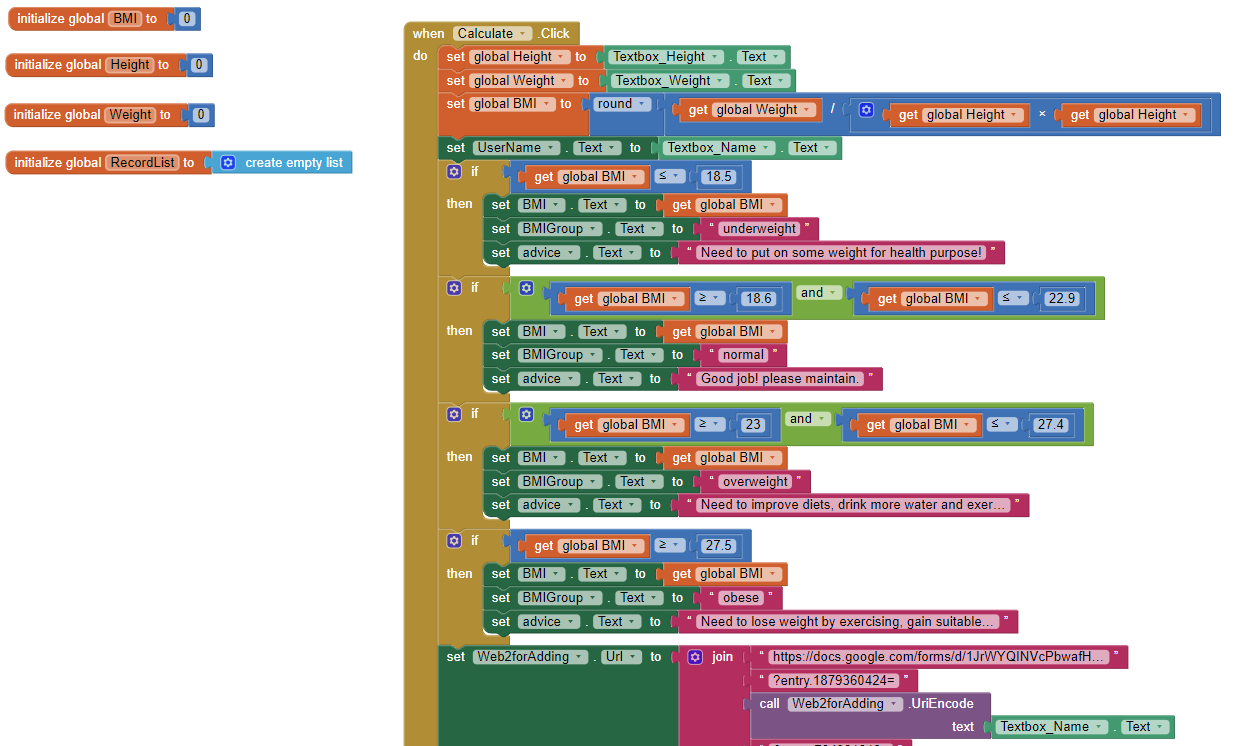 initialize global BMI to 0
initialize global Height to 0
initialize global Weight to 0
initialize global RecordList to create empty list
when Calculate .Click
do set global Height to Textbox_Height . Text
set global Weight to Textbox_Weight . Text
set global BMI to round get global Weight / get global Height × get global Height
set UserName . Text to Textbox_Name . Text
if get global BMI ≤ 18.5
then set BMI . Text to get global BMI
set BMIGroup . Text to “ underweight ”
set advice . Text to “ Need to put on some weight for health purpose! ”
if get global BMI ≥ 18.6 and get global BMI ≤ 22.9
then set BMI . Text to get global BMI
set BMIGroup . Text to “ normal ”
set advice . Text to “ Good job! please maintain. ”
if get global BMI ≥ 23 and get global BMI ≤ 27.4
then set BMI . Text to get global BMI
set BMIGroup . Text to “ overweight ”
set advice . Text to “ Need to improve diets, drink more water and exer... ”
if get global BMI ≥ 27.5
then set BMI . Text to get global BMI
set BMIGroup . Text to “ obese ”
set advice . Text to “ Need to lose weight by exercising, gain suitable... ”
set Web2forAdding . Url to join “ https://docs.google.com/forms/d/1JrWYQINVcPbwafH... ”
“ ?entry.1879360424= ”
call Web2forAdding .UriEncode
text Textbox_Name . Text